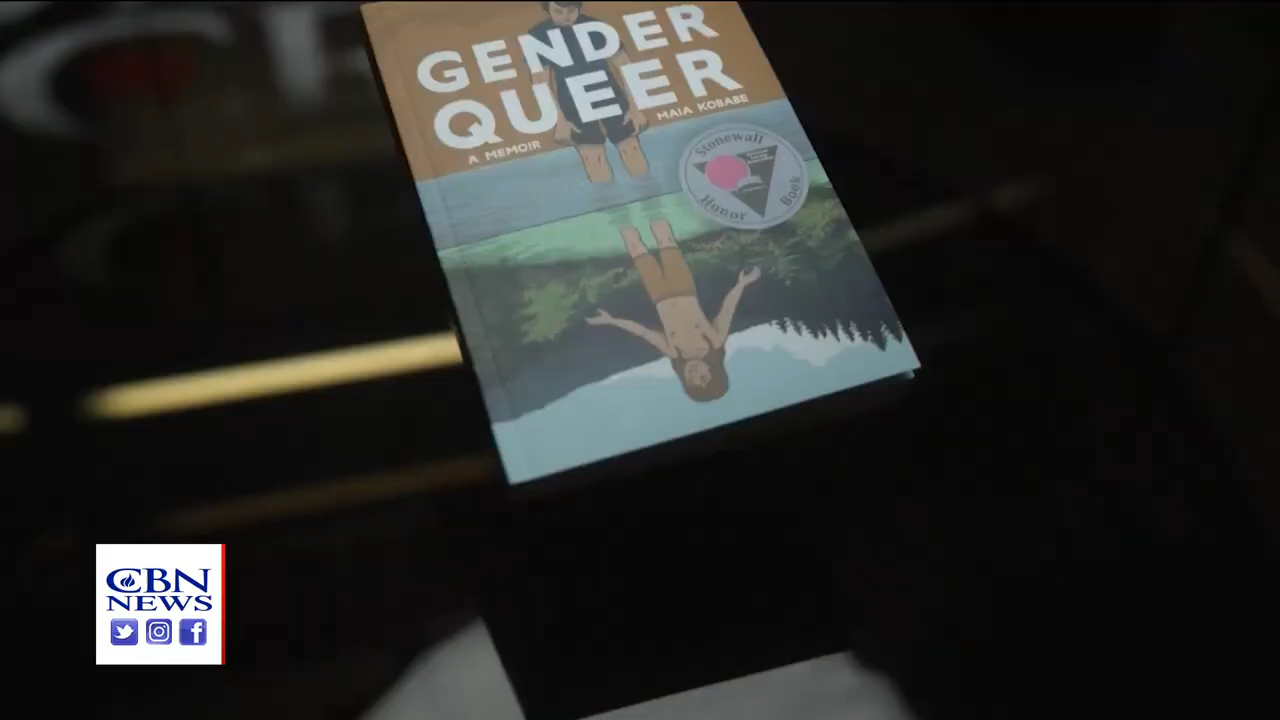 GENDER
QUEER
A MEMOIR
MAIA KOBABE
Stonewall
Honor Book
CBN
NEWS